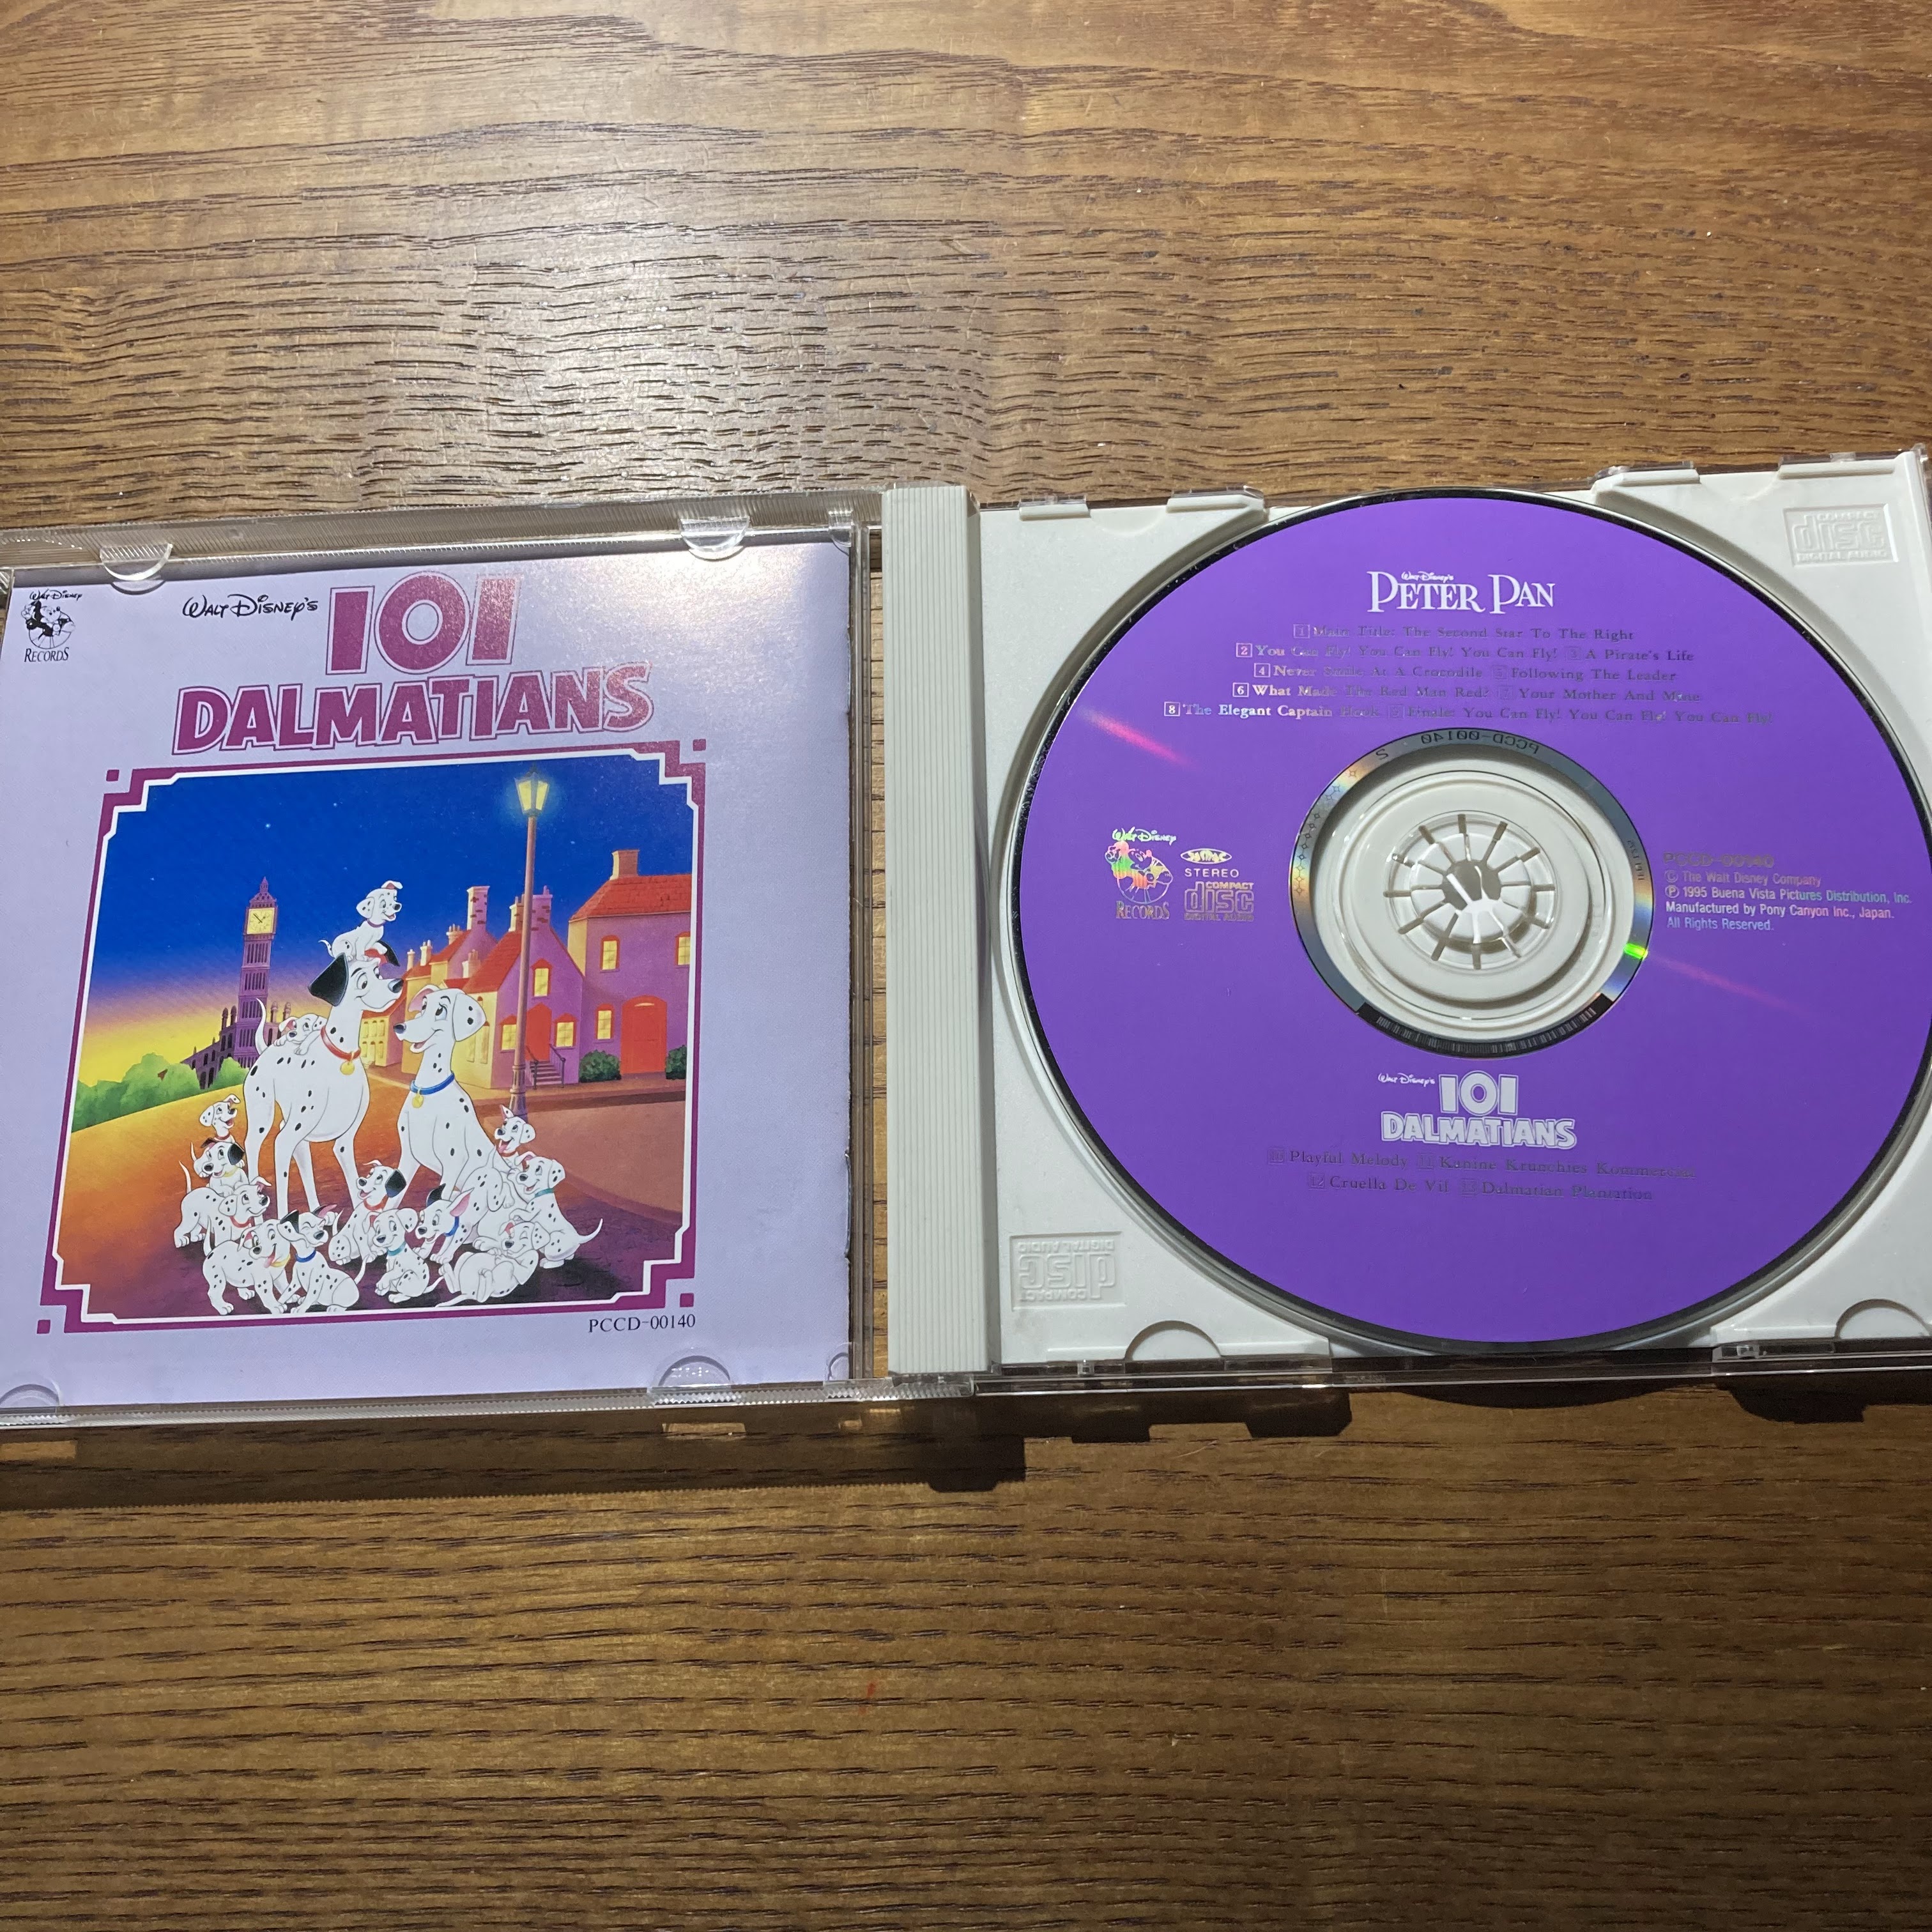 Walt Disney
RECORDS
WALT DISNEY'S
101
DALMATIANS
PCCD-00140
Walt Disney's
PETER PAN
1 Main Title: The Second Star To The Right
2 You Can Fly! You Can Fly! You Can Fly! 3 A Pirate's Life
4 Never Smile At A Crocodile 5 Following The Leader
6 What Made The Red Man Red? 7 Your Mother And Mine
8 The Elegant Captain Hook 9 Finale: You Can Fly! You Can Fly! You Can Fly!
PCCD-00140
Walt Disney
RECORDS
STEREO
COMPACT
disc
DIGITAL AUDIO
PCCD-00140
© The Walt Disney Company
℗ 1995 Buena Vista Pictures Distribution, Inc.
Manufactured by Pony Canyon Inc., Japan.
All Rights Reserved.
Walt Disney's
101
DALMATIANS
10 Playful Melody 11 Kanine Krunchies Kommercial
12 Cruella De Vil 13 Dalmatian Plantation
COMPACT
disc
DIGITAL AUDIO
COMPACT
disc
DIGITAL AUDIO